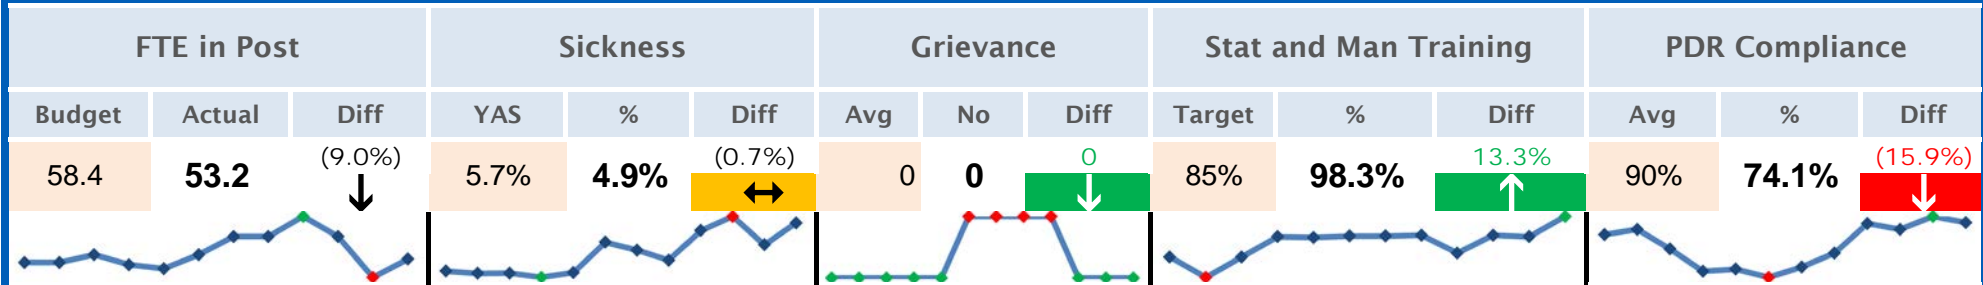 FTE in Post Sickness Grievance Stat and Man Training PDR Compliance
Budget Actual Diff YAS % Diff Avg No Diff Target % Diff Avg % Diff
58.4 53.2 (9.0%) 5.7% 4.9% (0.7%) 0 0 0 85% 98.3% 13.3% 90% 74.1% (15.9%)